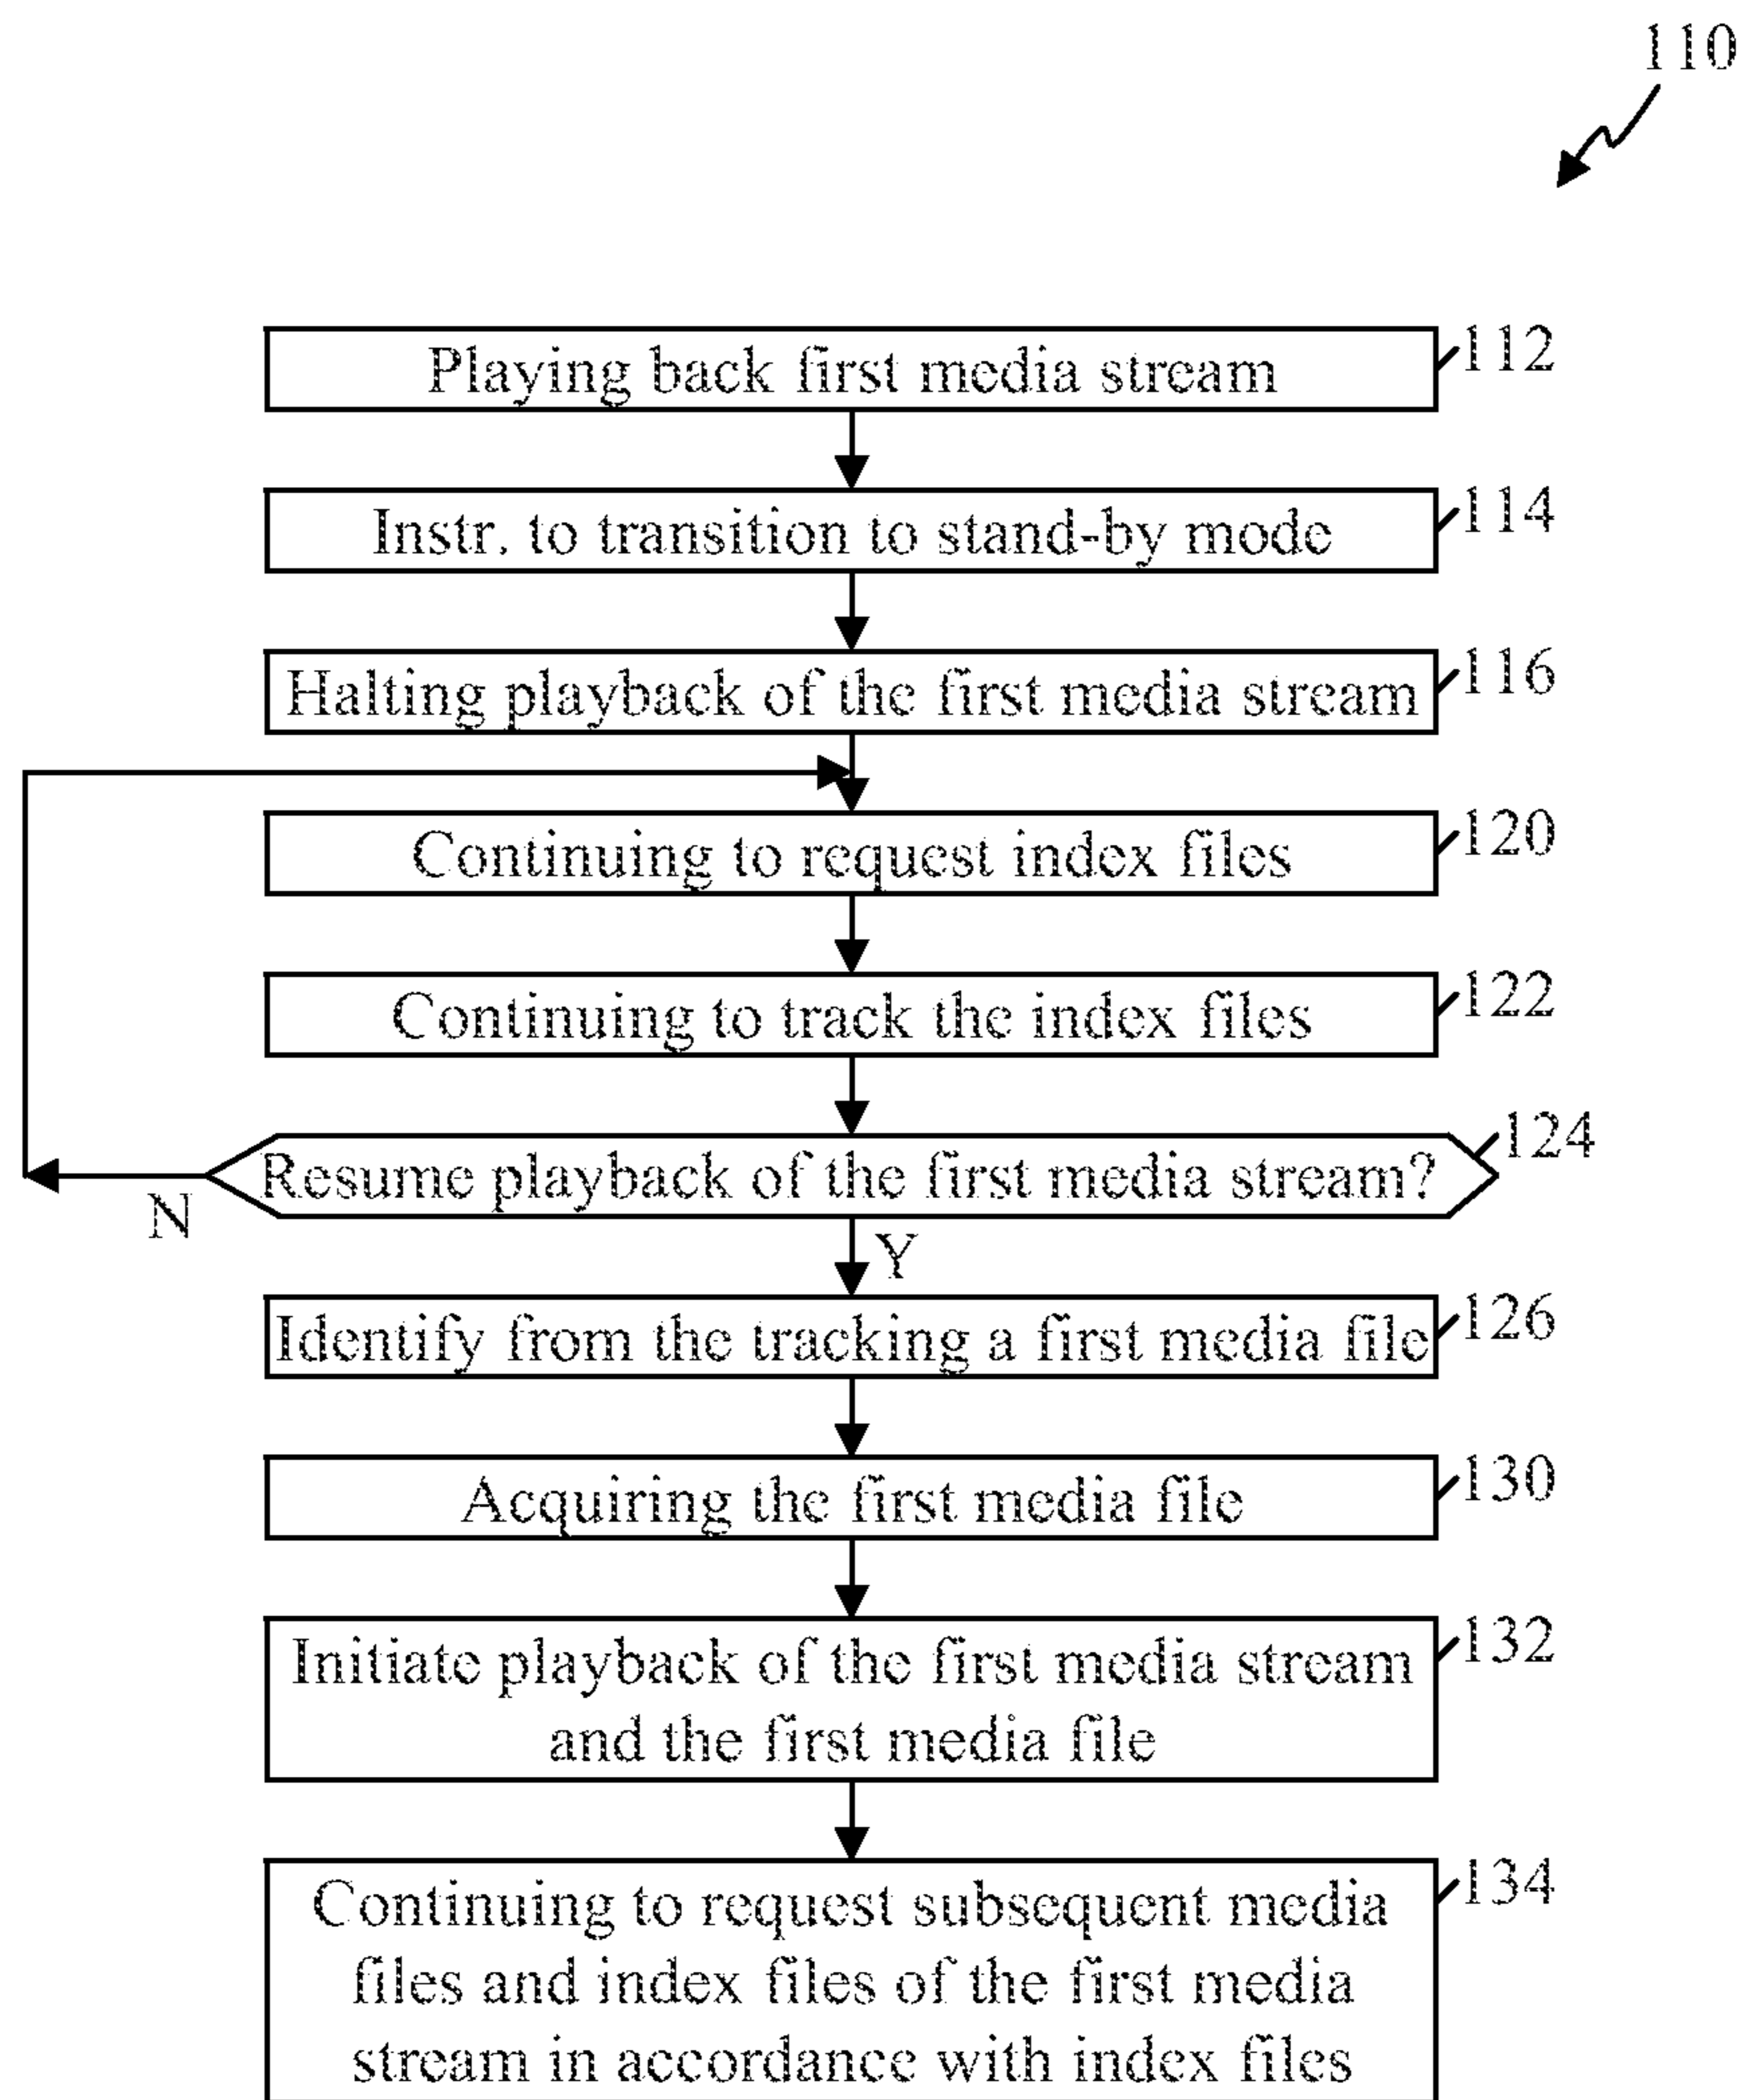 110
Playing back first media stream
112
Instr. to transition to stand-by mode
114
Halting playback of the first media stream
116
Continuing to request index files
120
Continuing to track the index files
122
Resume playback of the first media stream?
124
N
Y
Identify from the tracking a first media file
126
Acquiring the first media file
130
Initiate playback of the first media stream
and the first media file
132
Continuing to request subsequent media
files and index files of the first media
stream in accordance with index files
134